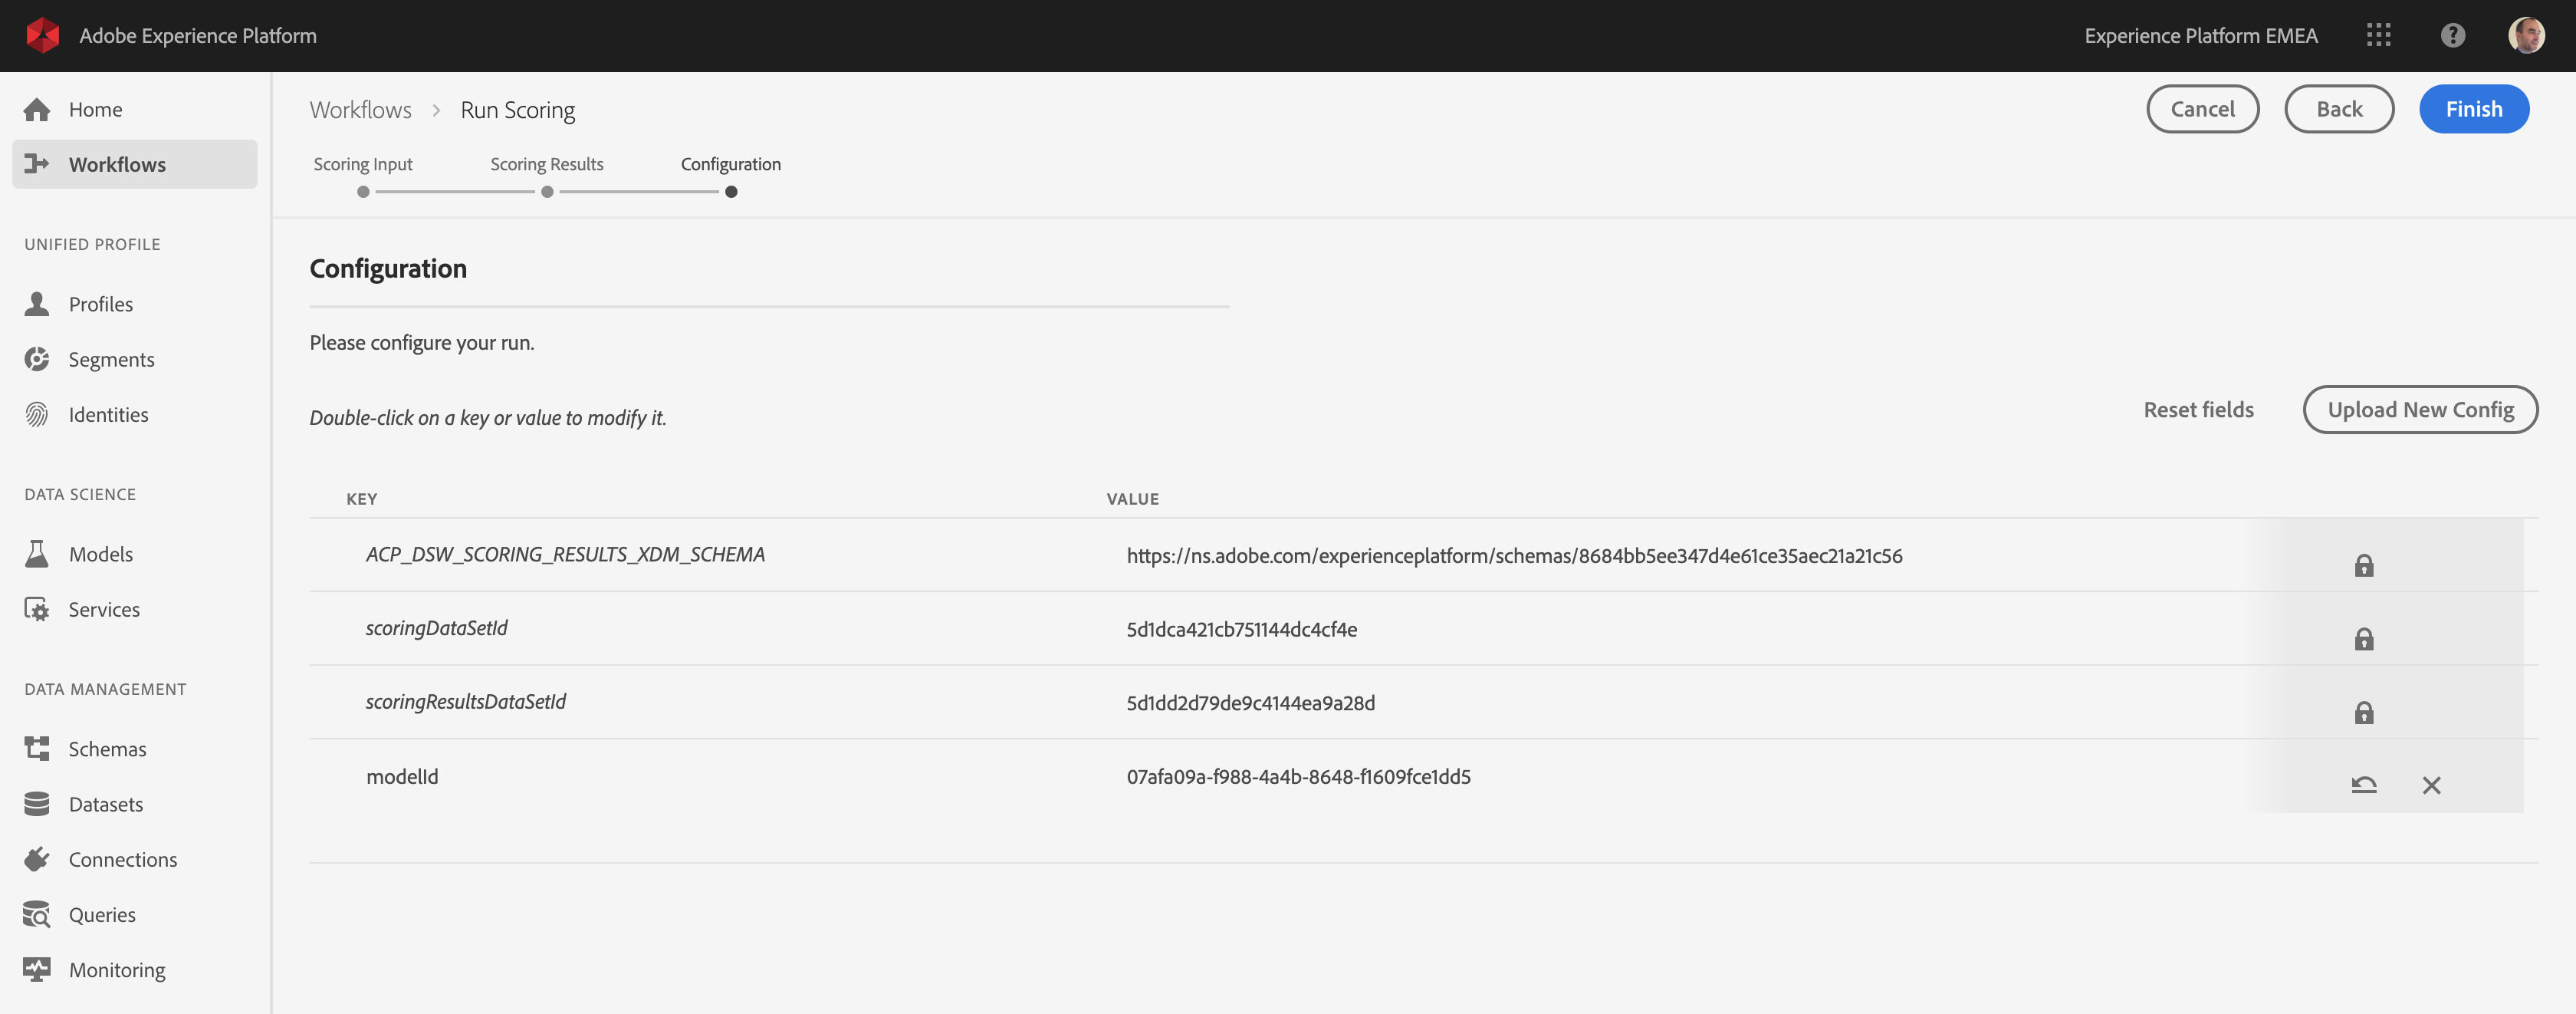 Adobe Experience Platform
Experience Platform EMEA
Home
Workflows
UNIFIED PROFILE
Profiles
Segments
Identities
DATA SCIENCE
Models
Services
DATA MANAGEMENT
Schemas
Datasets
Connections
Queries
Monitoring
Workflows > Run Scoring
Cancel
Back
Finish
Scoring Input
Scoring Results
Configuration
Configuration
Please configure your run.
Double-click on a key or value to modify it.
Reset fields
Upload New Config
KEY VALUE
ACP_DSW_SCORING_RESULTS_XDM_SCHEMA https://ns.adobe.com/experienceplatform/schemas/8684bb5ee347d4e61ce35aec21a21c56
scoringDataSetId 5d1dca421cb751144dc4cf4e
scoringResultsDataSetId 5d1dd2d79de9c4144ea9a28d
modelId 07afa09a-f988-4a4b-8648-f1609fce1dd5